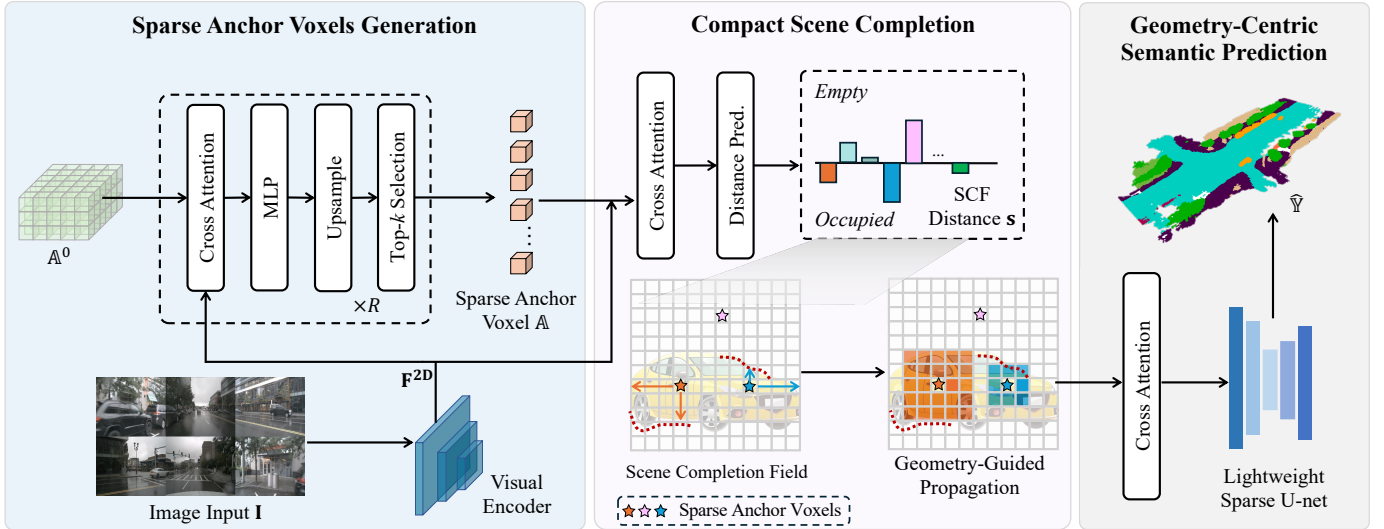 Sparse Anchor Voxels Generation
𝔸⁰
Cross Attention
MLP
Upsample
Top-k Selection
×R
Sparse Anchor
Voxel 𝔸
F²ᴰ
Image Input I
Visual
Encoder
Compact Scene Completion
Cross Attention
Distance Pred.
Empty
...
Occupied
SCF
Distance s
Scene Completion Field
Geometry-Guided
Propagation
Sparse Anchor Voxels
Geometry-Centric
Semantic Prediction
Ŷ
Cross Attention
Lightweight
Sparse U-net